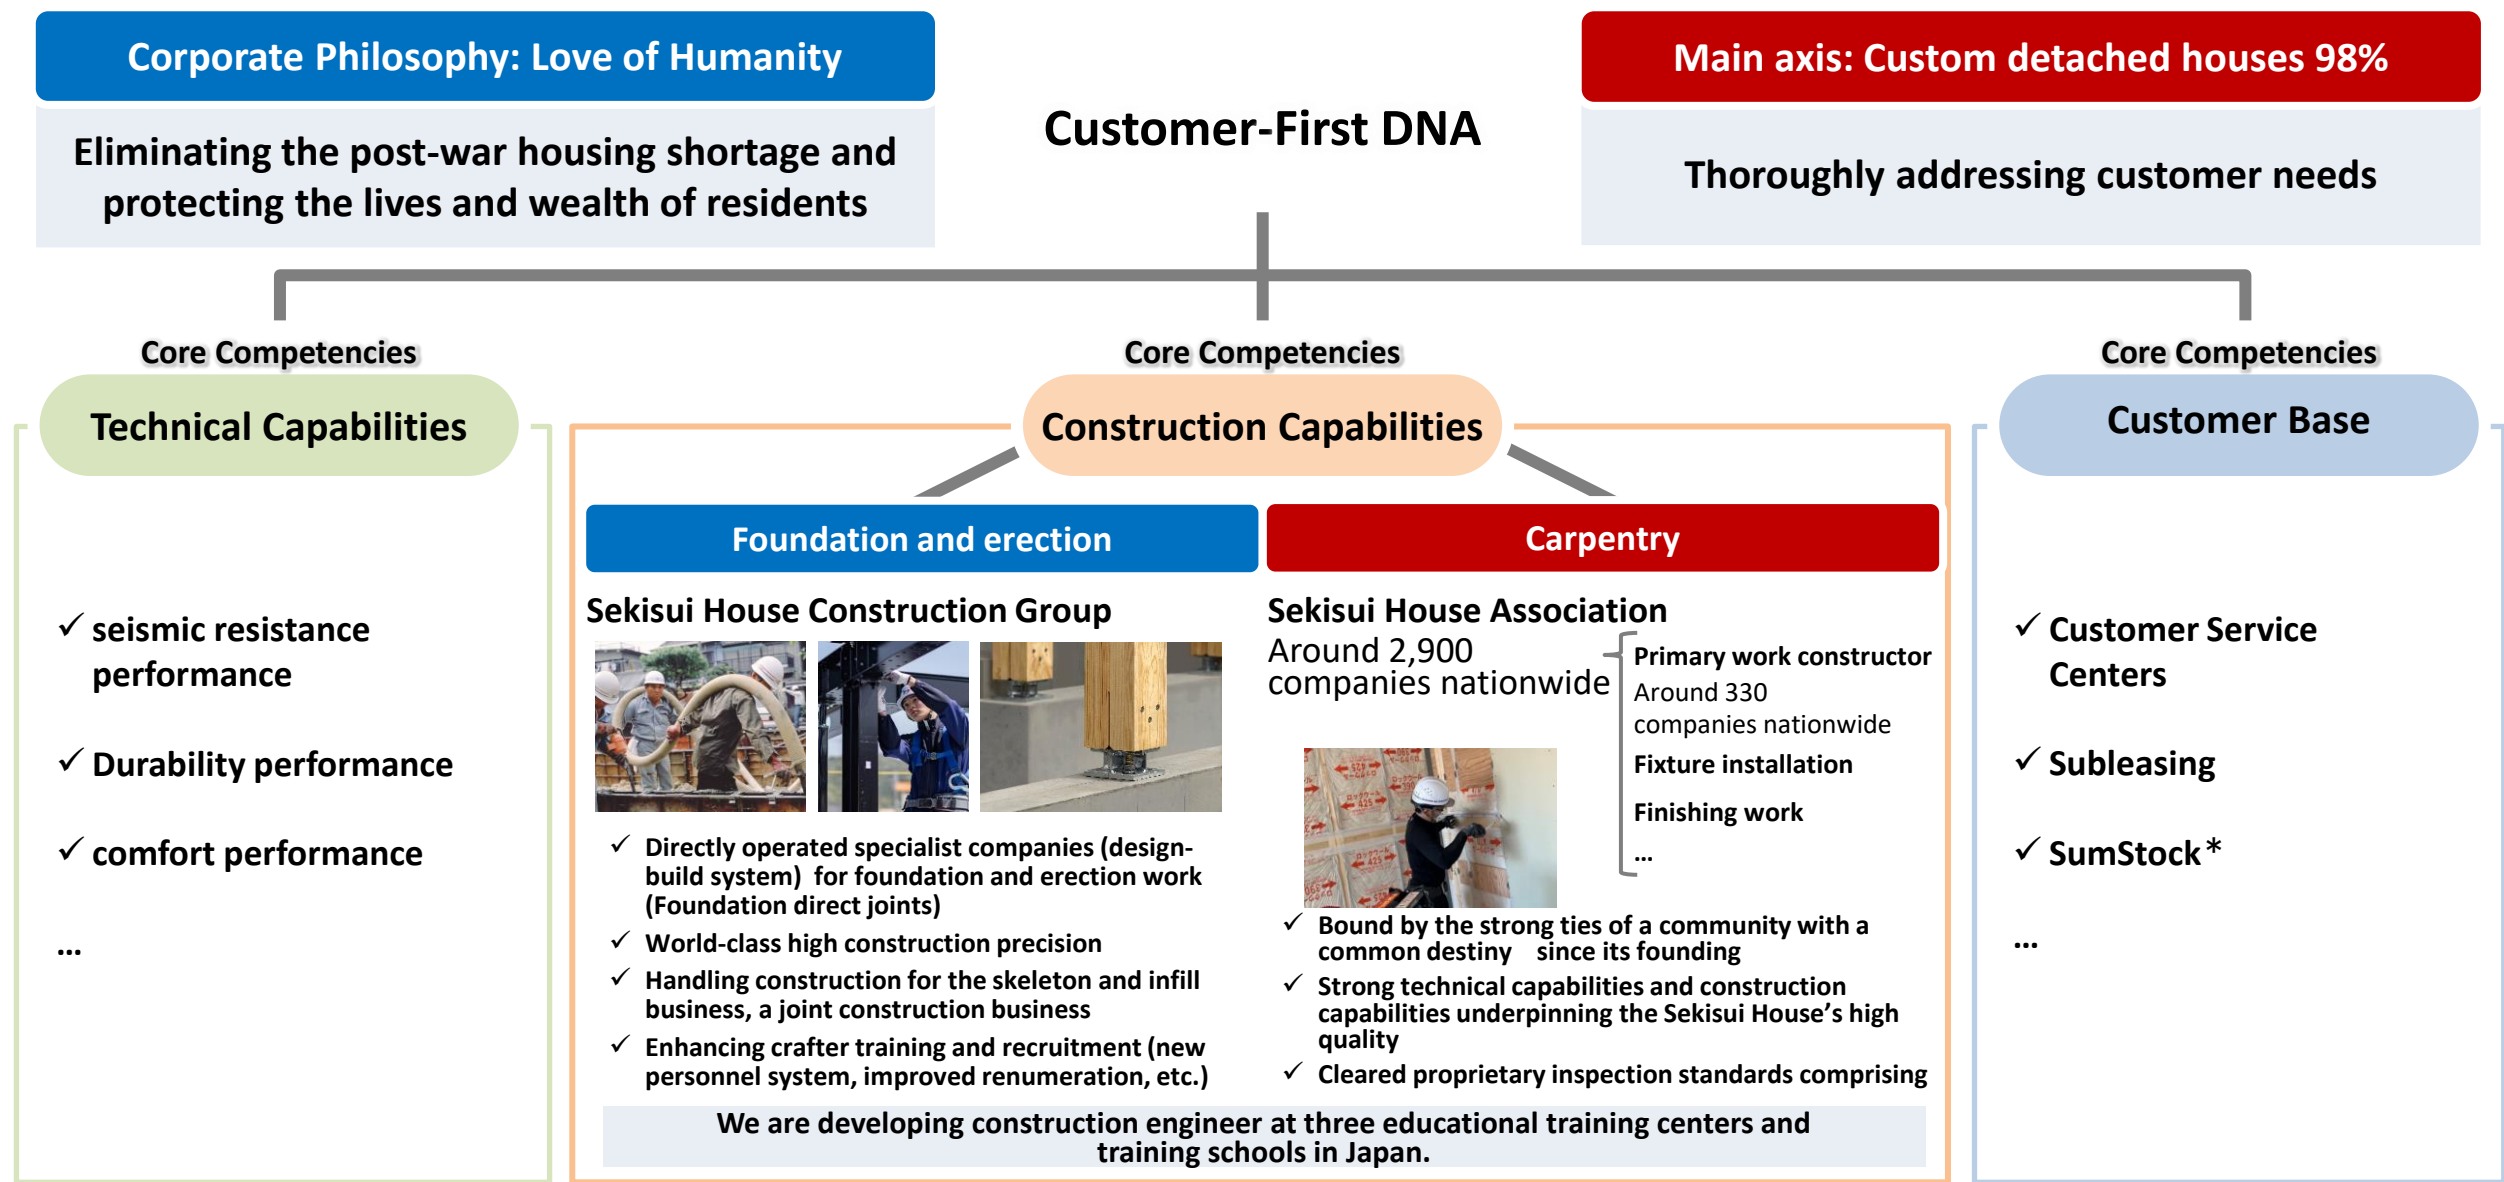 Corporate Philosophy: Love of Humanity
Eliminating the post-war housing shortage and
protecting the lives and wealth of residents
Customer-First DNA
Main axis: Custom detached houses 98%
Thoroughly addressing customer needs
Core Competencies
Technical Capabilities
✓ seismic resistance
performance
✓ Durability performance
✓ comfort performance
...
Core Competencies
Construction Capabilities
Foundation and erection
Sekisui House Construction Group
✓ Directly operated specialist companies (design-
build system) for foundation and erection work
(Foundation direct joints)
✓ World-class high construction precision
✓ Handling construction for the skeleton and infill
business, a joint construction business
✓ Enhancing crafter training and recruitment (new
personnel system, improved renumeration, etc.)
Carpentry
Sekisui House Association
Around 2,900
companies nationwide
Primary work constructor
Around 330
companies nationwide
Fixture installation
Finishing work
...
✓ Bound by the strong ties of a community with a
common destiny since its founding
✓ Strong technical capabilities and construction
capabilities underpinning the Sekisui House's high
quality
✓ Cleared proprietary inspection standards comprising
We are developing construction engineer at three educational training centers and
training schools in Japan.
Core Competencies
Customer Base
✓ Customer Service
Centers
✓ Subleasing
✓ SumStock*
...